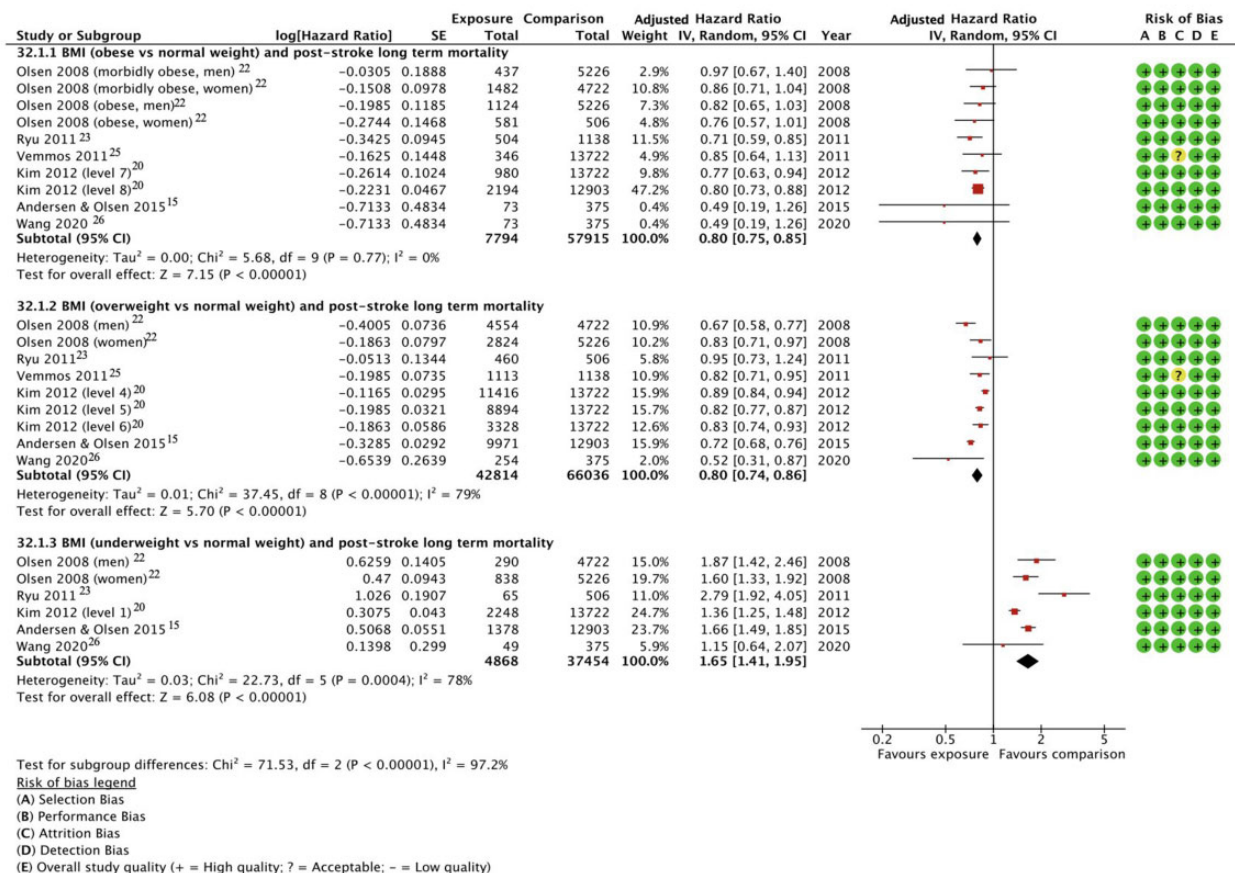 Exposure Comparison Adjusted Hazard Ratio Adjusted Hazard Ratio Risk of Bias
Study or Subgroup log[Hazard Ratio] SE Total Total Weight IV, Random, 95% CI Year IV, Random, 95% CI A B C D E
32.1.1 BMI (obese vs normal weight) and post-stroke long term mortality
Olsen 2008 (morbidly obese, men) 22 −0.0305 0.1888 437 5226 2.9% 0.97 [0.67, 1.40] 2008 + + + + +
Olsen 2008 (morbidly obese, women) 22 −0.1508 0.0978 1482 4722 10.8% 0.86 [0.71, 1.04] 2008 + + + + +
Olsen 2008 (obese, men)22 −0.1985 0.1185 1124 5226 7.3% 0.82 [0.65, 1.03] 2008 + + + + +
Olsen 2008 (obese, women) 22 −0.2744 0.1468 581 506 4.8% 0.76 [0.57, 1.01] 2008 + + + + +
Ryu 2011 23 −0.3425 0.0945 504 1138 11.5% 0.71 [0.59, 0.85] 2011 + + + + +
Vemmos 2011 25 −0.1625 0.1448 346 13722 4.9% 0.85 [0.64, 1.13] 2011 + + ? + +
Kim 2012 (level 7)20 −0.2614 0.1024 980 13722 9.8% 0.77 [0.63, 0.94] 2012 + + + + +
Kim 2012 (level 8)20 −0.2231 0.0467 2194 12903 47.2% 0.80 [0.73, 0.88] 2012 + + + + +
Andersen & Olsen 2015 15 −0.7133 0.4834 73 375 0.4% 0.49 [0.19, 1.26] 2015 + + + + +
Wang 2020 26 −0.7133 0.4834 73 375 0.4% 0.49 [0.19, 1.26] 2020 + + + + +
Subtotal (95% CI) 7794 57915 100.0% 0.80 [0.75, 0.85]
Heterogeneity: Tau² = 0.00; Chi² = 5.68, df = 9 (P = 0.77); I² = 0%
Test for overall effect: Z = 7.15 (P < 0.00001)
32.1.2 BMI (overweight vs normal weight) and post-stroke long term mortality
Olsen 2008 (men) 22 −0.4005 0.0736 4554 4722 10.9% 0.67 [0.58, 0.77] 2008 + + + + +
Olsen 2008 (women)22 −0.1863 0.0797 2824 5226 10.2% 0.83 [0.71, 0.97] 2008 + + + + +
Ryu 2011 23 −0.0513 0.1344 460 506 5.8% 0.95 [0.73, 1.24] 2011 + + + + +
Vemmos 2011 25 −0.1985 0.0735 1113 1138 10.9% 0.82 [0.71, 0.95] 2011 + + ? + +
Kim 2012 (level 4)20 −0.1165 0.0295 11416 13722 15.9% 0.89 [0.84, 0.94] 2012 + + + + +
Kim 2012 (level 5) 20 −0.1985 0.0321 8894 13722 15.7% 0.82 [0.77, 0.87] 2012 + + + + +
Kim 2012 (level 6)20 −0.1863 0.0586 3328 13722 12.6% 0.83 [0.74, 0.93] 2012 + + + + +
Andersen & Olsen 2015 15 −0.3285 0.0292 9971 12903 15.9% 0.72 [0.68, 0.76] 2015 + + + + +
Wang 2020 26 −0.6539 0.2639 254 375 2.0% 0.52 [0.31, 0.87] 2020 + + + + +
Subtotal (95% CI) 42814 66036 100.0% 0.80 [0.74, 0.86]
Heterogeneity: Tau² = 0.01; Chi² = 37.45, df = 8 (P < 0.00001); I² = 79%
Test for overall effect: Z = 5.70 (P < 0.00001)
32.1.3 BMI (underweight vs normal weight) and post-stroke long term mortality
Olsen 2008 (men) 22 0.6259 0.1405 290 4722 15.0% 1.87 [1.42, 2.46] 2008 + + + + +
Olsen 2008 (women)22 0.47 0.0943 838 5226 19.7% 1.60 [1.33, 1.92] 2008 + + + + +
Ryu 2011 23 1.026 0.1907 65 506 11.0% 2.79 [1.92, 4.05] 2011 + + + + +
Kim 2012 (level 1)20 0.3075 0.043 2248 13722 24.7% 1.36 [1.25, 1.48] 2012 + + + + +
Andersen & Olsen 2015 15 0.5068 0.0551 1378 12903 23.7% 1.66 [1.49, 1.85] 2015 + + + + +
Wang 2020 26 0.1398 0.299 49 375 5.9% 1.15 [0.64, 2.07] 2020 + + + + +
Subtotal (95% CI) 4868 37454 100.0% 1.65 [1.41, 1.95]
Heterogeneity: Tau² = 0.03; Chi² = 22.73, df = 5 (P = 0.0004); I² = 78%
Test for overall effect: Z = 6.08 (P < 0.00001)
0.2 0.5 1 2 5
Favours exposure Favours comparison
Test for subgroup differences: Chi² = 71.53, df = 2 (P < 0.00001), I² = 97.2%
Risk of bias legend
(A) Selection Bias
(B) Performance Bias
(C) Attrition Bias
(D) Detection Bias
(E) Overall study quality (+ = High quality; ? = Acceptable; − = Low quality)